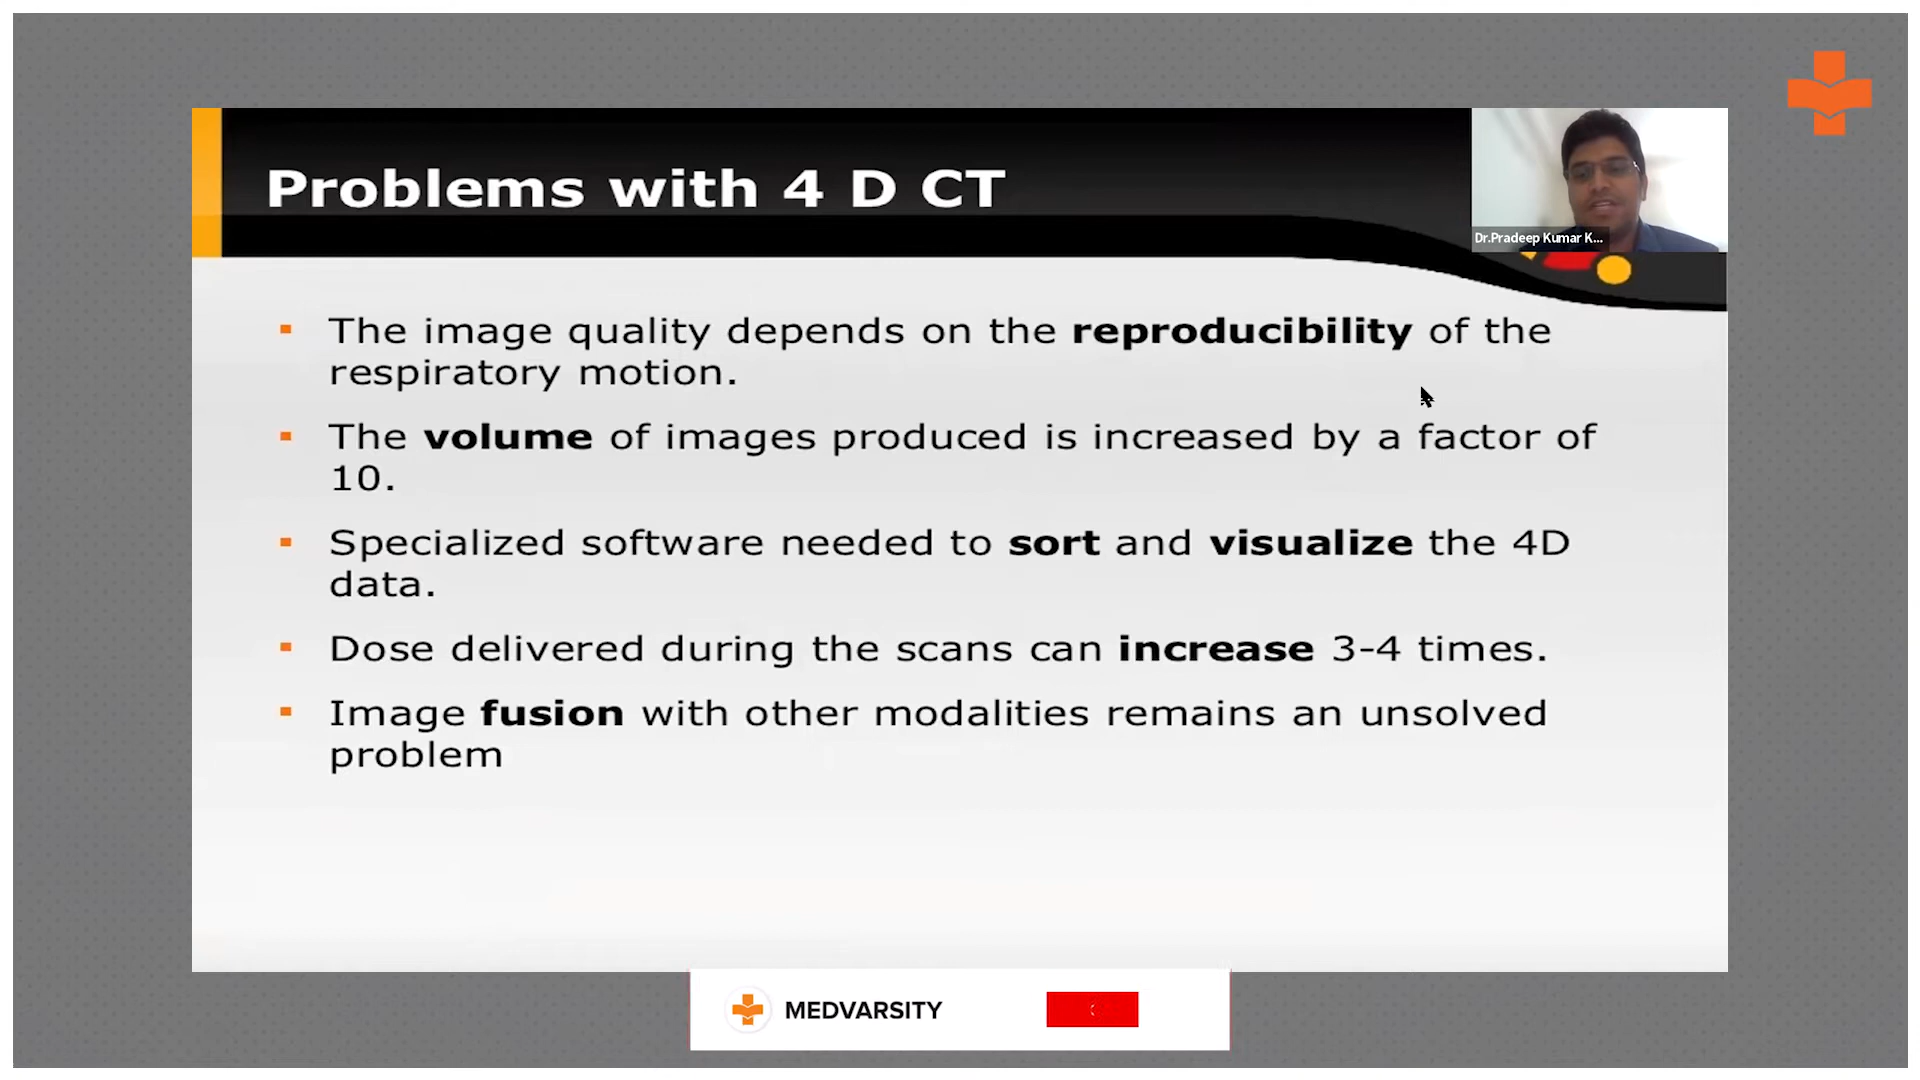 Problems with 4 D CT
Dr.Pradeep Kumar K...
The image quality depends on the reproducibility of the
respiratory motion.
The volume of images produced is increased by a factor of
10.
Specialized software needed to sort and visualize the 4D
data.
Dose delivered during the scans can increase 3-4 times.
Image fusion with other modalities remains an unsolved
problem
MEDVARSITY